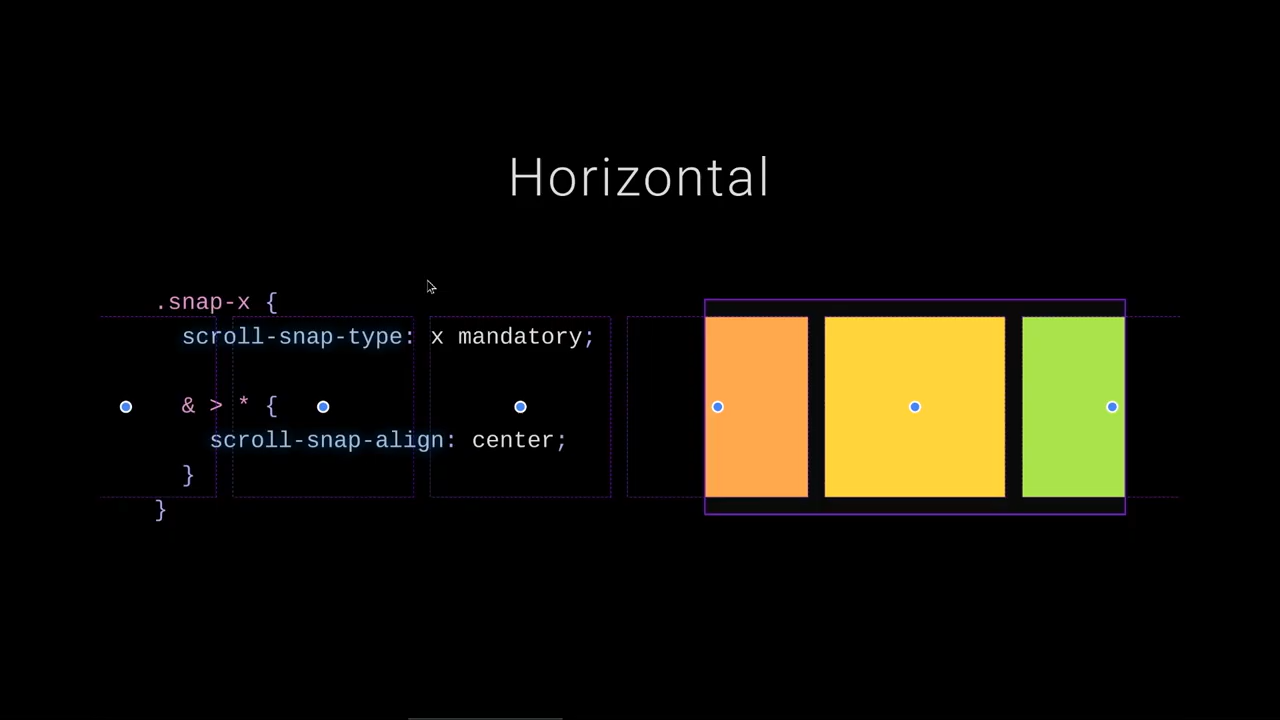 Horizontal
.snap-x {
scroll-snap-type: x mandatory;
& > * {
scroll-snap-align: center;
}
}